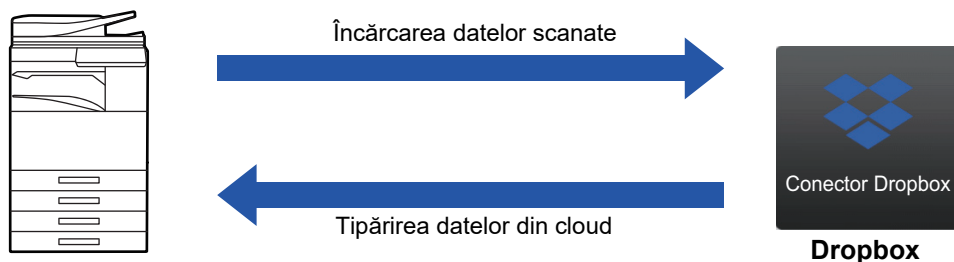 Încărcarea datelor scanate
Conector Dropbox
Tipărirea datelor din cloud
Dropbox